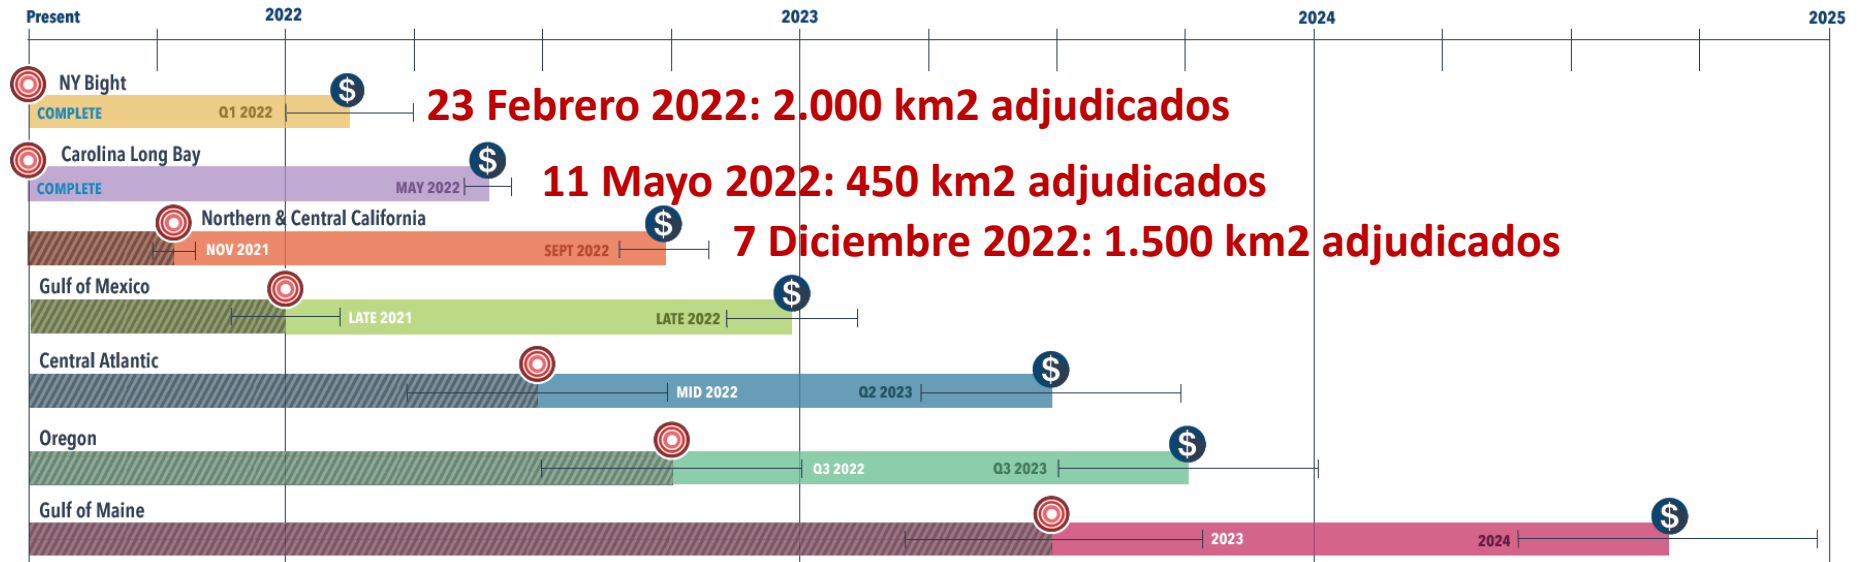 Present 2022 2023 2024 2025
NY Bight
$
COMPLETE Q1 2022
23 Febrero 2022: 2.000 km2 adjudicados
Carolina Long Bay
$
COMPLETE MAY 2022
11 Mayo 2022: 450 km2 adjudicados
Northern & Central California
$
NOV 2021 SEPT 2022
7 Diciembre 2022: 1.500 km2 adjudicados
Gulf of Mexico
$
LATE 2021 LATE 2022
Central Atlantic
$
MID 2022 Q2 2023
Oregon
$
Q3 2022 Q3 2023
Gulf of Maine
$
2023 2024